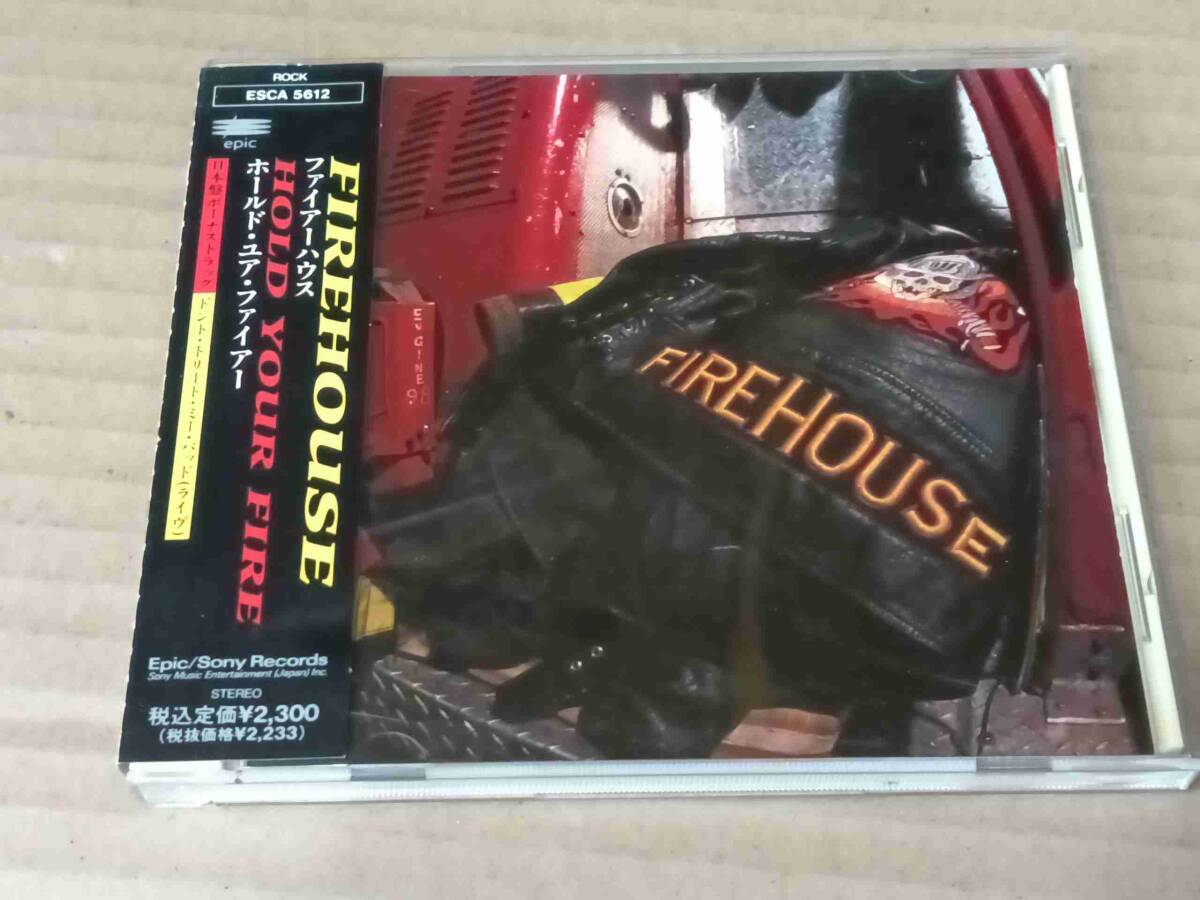 ROCK
ESCA 5612
epic
FIREHOUSE
ファイアーハウス
HOLD YOUR FIRE
ホールド・ユア・ファイアー
日本盤ボーナストラック
ドント・トリート・ミー・バッド(ライヴ)
Epic/Sony Records
Sony Music Entertainment (Japan) Inc.
STEREO
税込定価¥2,300
(税抜価格¥2,233)
ENGINE
FIREHOUSE